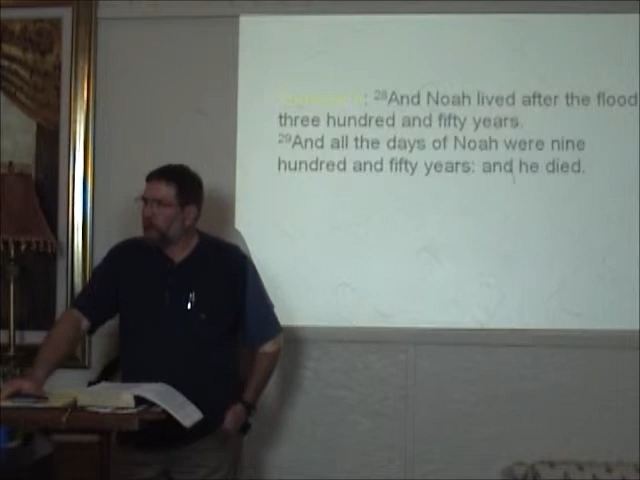 : 28And Noah lived after the flood
three hundred and fifty years.
29And all the days of Noah were nine
hundred and fifty years: and he died.